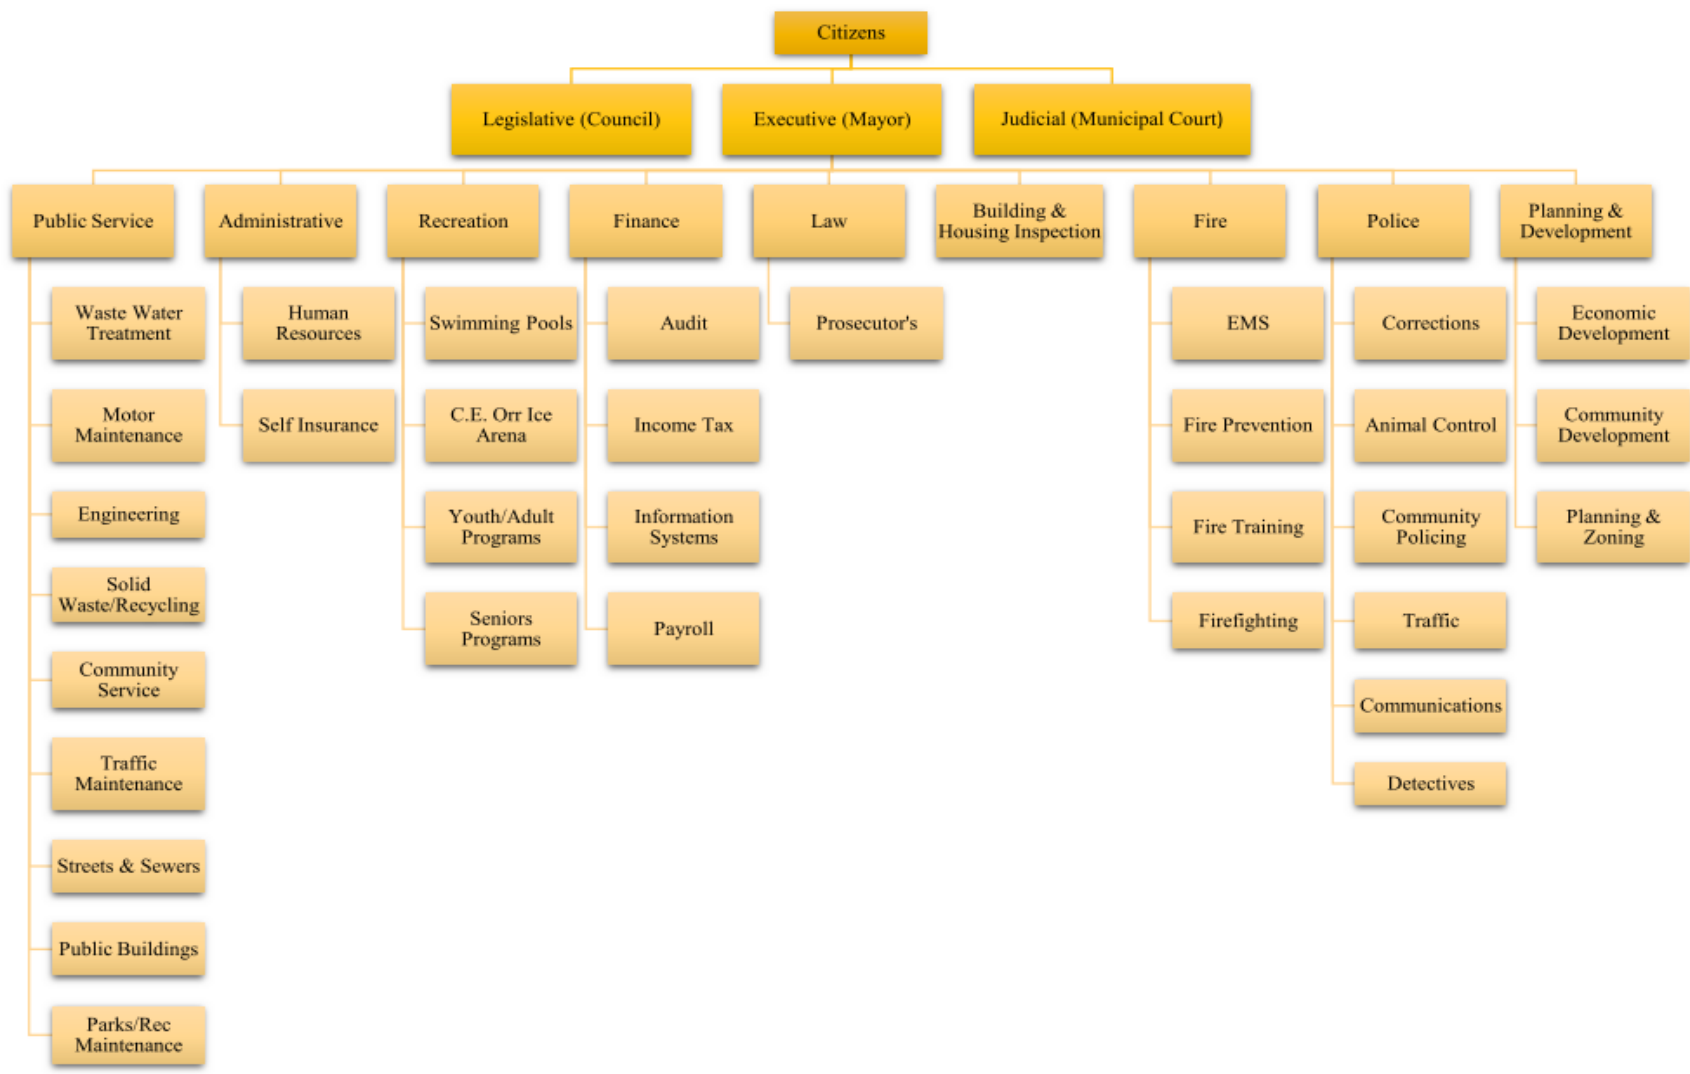 Citizens
Legislative (Council)
Executive (Mayor)
Judicial (Municipal Court)
Public Service
Administrative
Recreation
Finance
Law
Building &
Housing Inspection
Fire
Police
Planning &
Development
Waste Water
Treatment
Motor
Maintenance
Engineering
Solid
Waste/Recycling
Community
Service
Traffic
Maintenance
Streets & Sewers
Public Buildings
Parks/Rec
Maintenance
Human
Resources
Self Insurance
Swimming Pools
C.E. Orr Ice
Arena
Youth/Adult
Programs
Seniors
Programs
Audit
Income Tax
Information
Systems
Payroll
Prosecutor's
EMS
Fire Prevention
Fire Training
Firefighting
Corrections
Animal Control
Community
Policing
Traffic
Communications
Detectives
Economic
Development
Community
Development
Planning &
Zoning